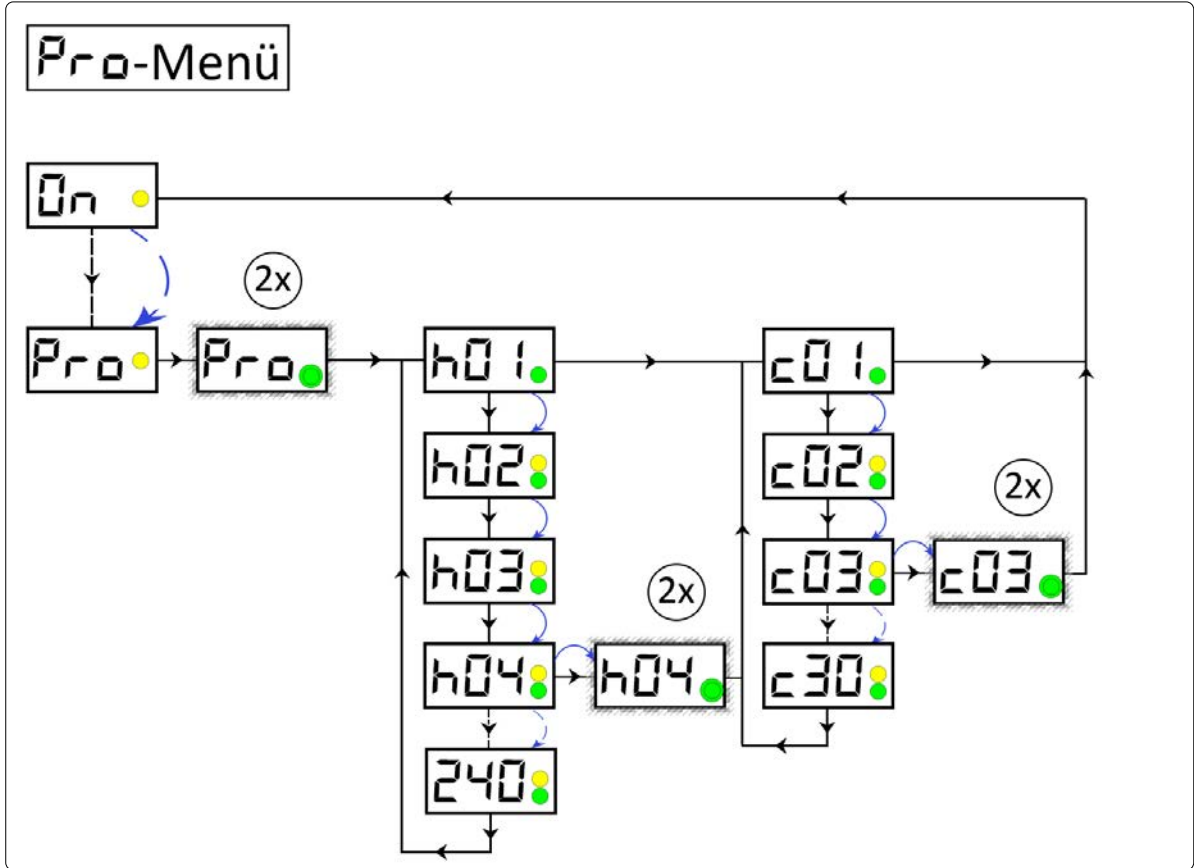 Pro-Menü
On
2x
Pro
Pro
h01
c01
h02
c02
2x
h03
c03
c03
2x
h04
h04
c30
240